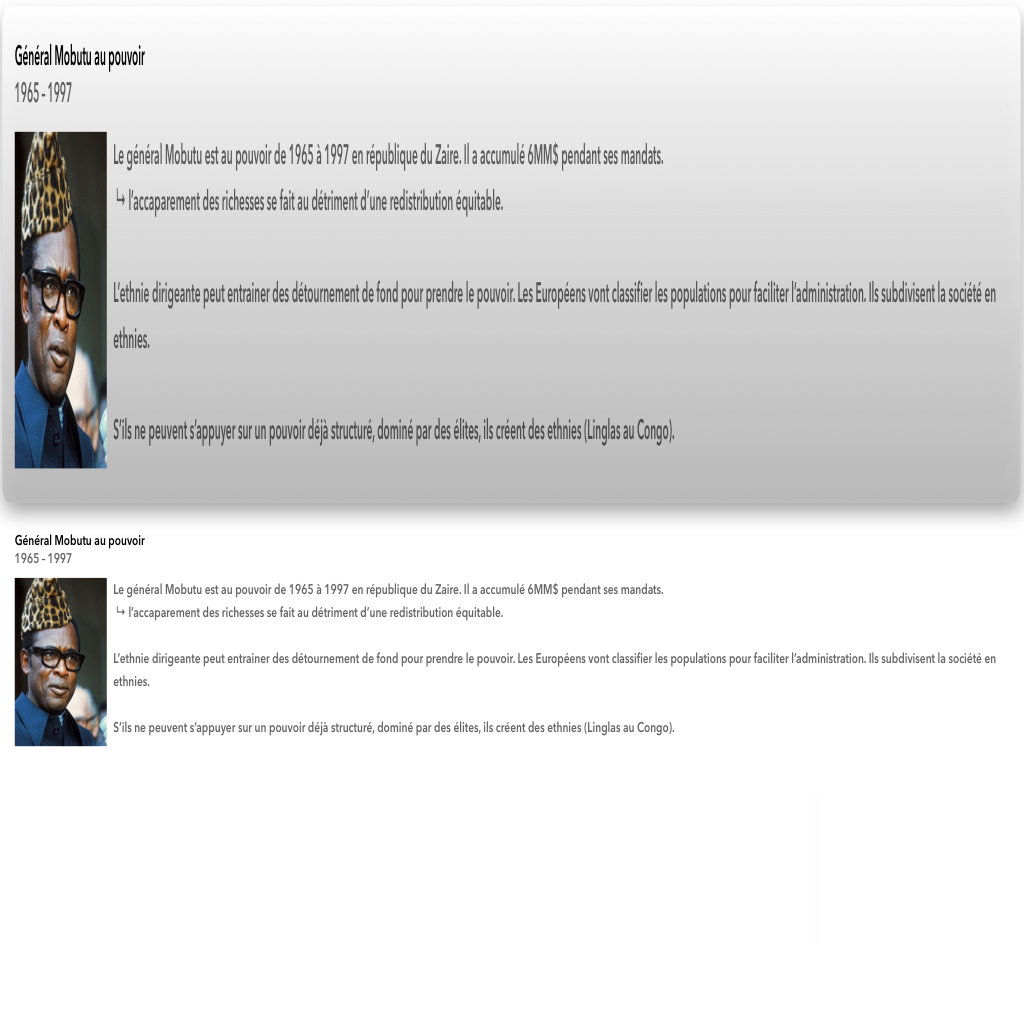 Général Mobutu au pouvoir
1965 - 1997
Le général Mobutu est au pouvoir de 1965 à 1997 en république du Zaire. Il a accumulé 6MM$ pendant ses mandats.
↳ l'accaparement des richesses se fait au détriment d'une redistribution équitable.
L'ethnie dirigeante peut entrainer des détournement de fond pour prendre le pouvoir. Les Européens vont classifier les populations pour faciliter l'administration. Ils subdivisent la société en
ethnies.
S'ils ne peuvent s'appuyer sur un pouvoir déjà structuré, dominé par des élites, ils créent des ethnies (Linglas au Congo).
Général Mobutu au pouvoir
1965 - 1997
Le général Mobutu est au pouvoir de 1965 à 1997 en république du Zaire. Il a accumulé 6MM$ pendant ses mandats.
↳ l'accaparement des richesses se fait au détriment d'une redistribution équitable.
L'ethnie dirigeante peut entrainer des détournement de fond pour prendre le pouvoir. Les Européens vont classifier les populations pour faciliter l'administration. Ils subdivisent la société en
ethnies.
S'ils ne peuvent s'appuyer sur un pouvoir déjà structuré, dominé par des élites, ils créent des ethnies (Linglas au Congo).